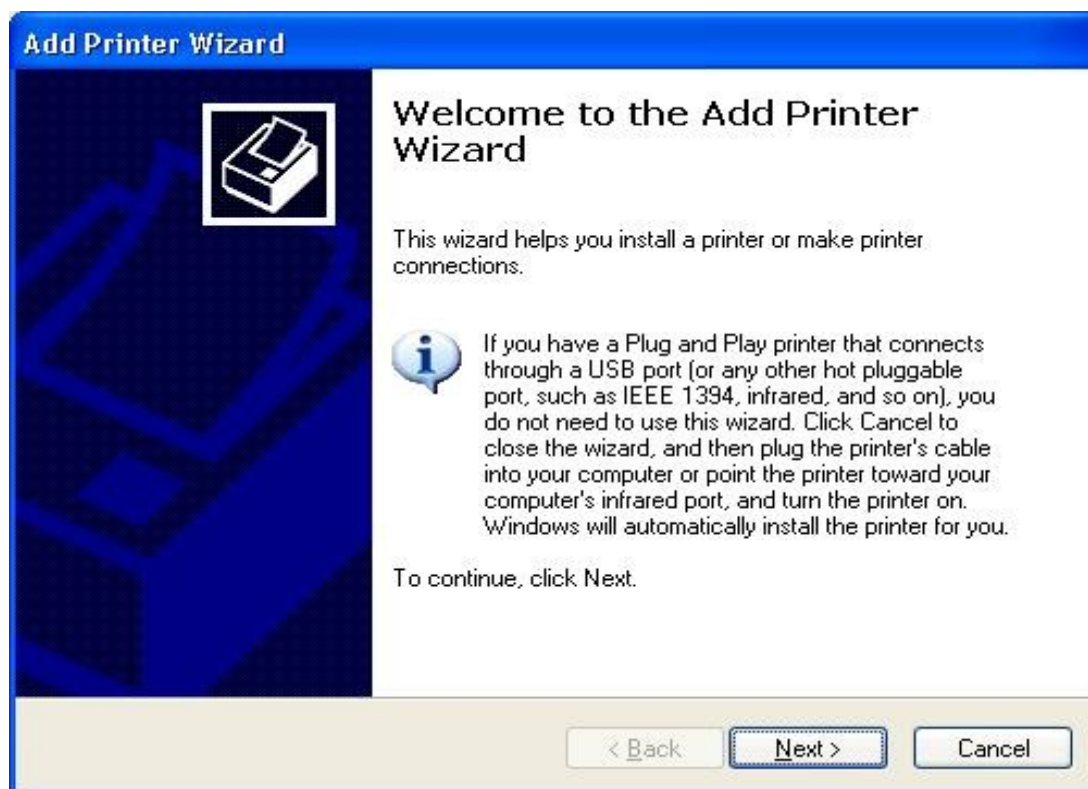 Add Printer Wizard
Welcome to the Add Printer
Wizard
This wizard helps you install a printer or make printer
connections.
If you have a Plug and Play printer that connects
through a USB port (or any other hot pluggable
port, such as IEEE 1394, infrared, and so on), you
do not need to use this wizard. Click Cancel to
close the wizard, and then plug the printer's cable
into your computer or point the printer toward your
computer's infrared port, and turn the printer on.
Windows will automatically install the printer for you.
To continue, click Next.
< Back
Next >
Cancel